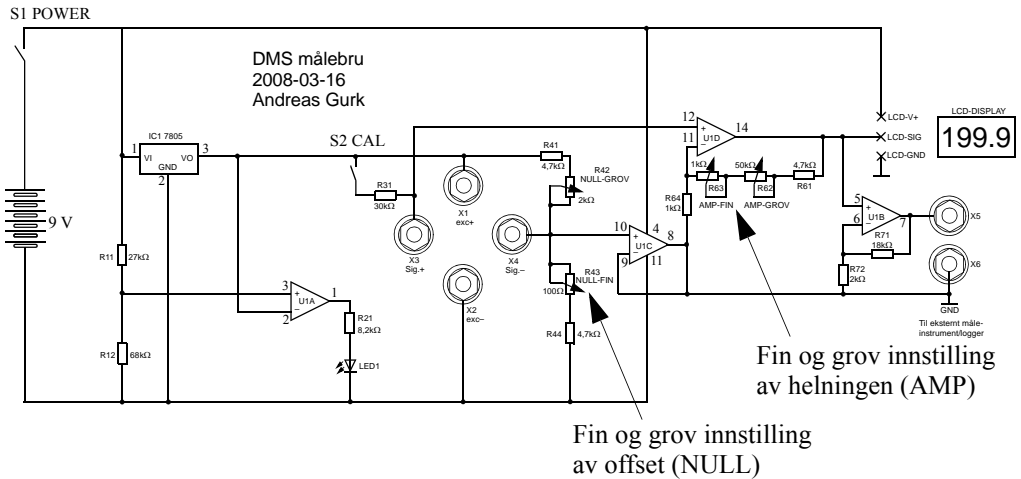 S1 POWER
DMS målebru
2008-03-16
Andreas Gurk
IC1 7805
1
VI
VO
3
GND
2
S2 CAL
R31
30kΩ
R41
4,7kΩ
R42
NULL-GROV
2kΩ
X1
exc+
X3
Sig.+
X4
Sig.–
X2
exc–
R43
NULL-FIN
100Ω
R44
4,7kΩ
9 V
R11
27kΩ
R12
68kΩ
3
+
U1A
–
2
1
R21
8,2kΩ
LED1
10
+
U1C
–
9
4
8
11
R64
1kΩ
12
+
11
–
U1D
14
1kΩ
R63
AMP-FIN
50kΩ
R62
AMP-GROV
4,7kΩ
R61
LCD-V+
LCD-SIG
LCD-GND
LCD-DISPLAY
199.9
5
+
6
–
U1B
7
R71
18kΩ
R72
2kΩ
X5
X6
GND
Til eksternt måle-
instrument/logger
Fin og grov innstilling
av helningen (AMP)
Fin og grov innstilling
av offset (NULL)